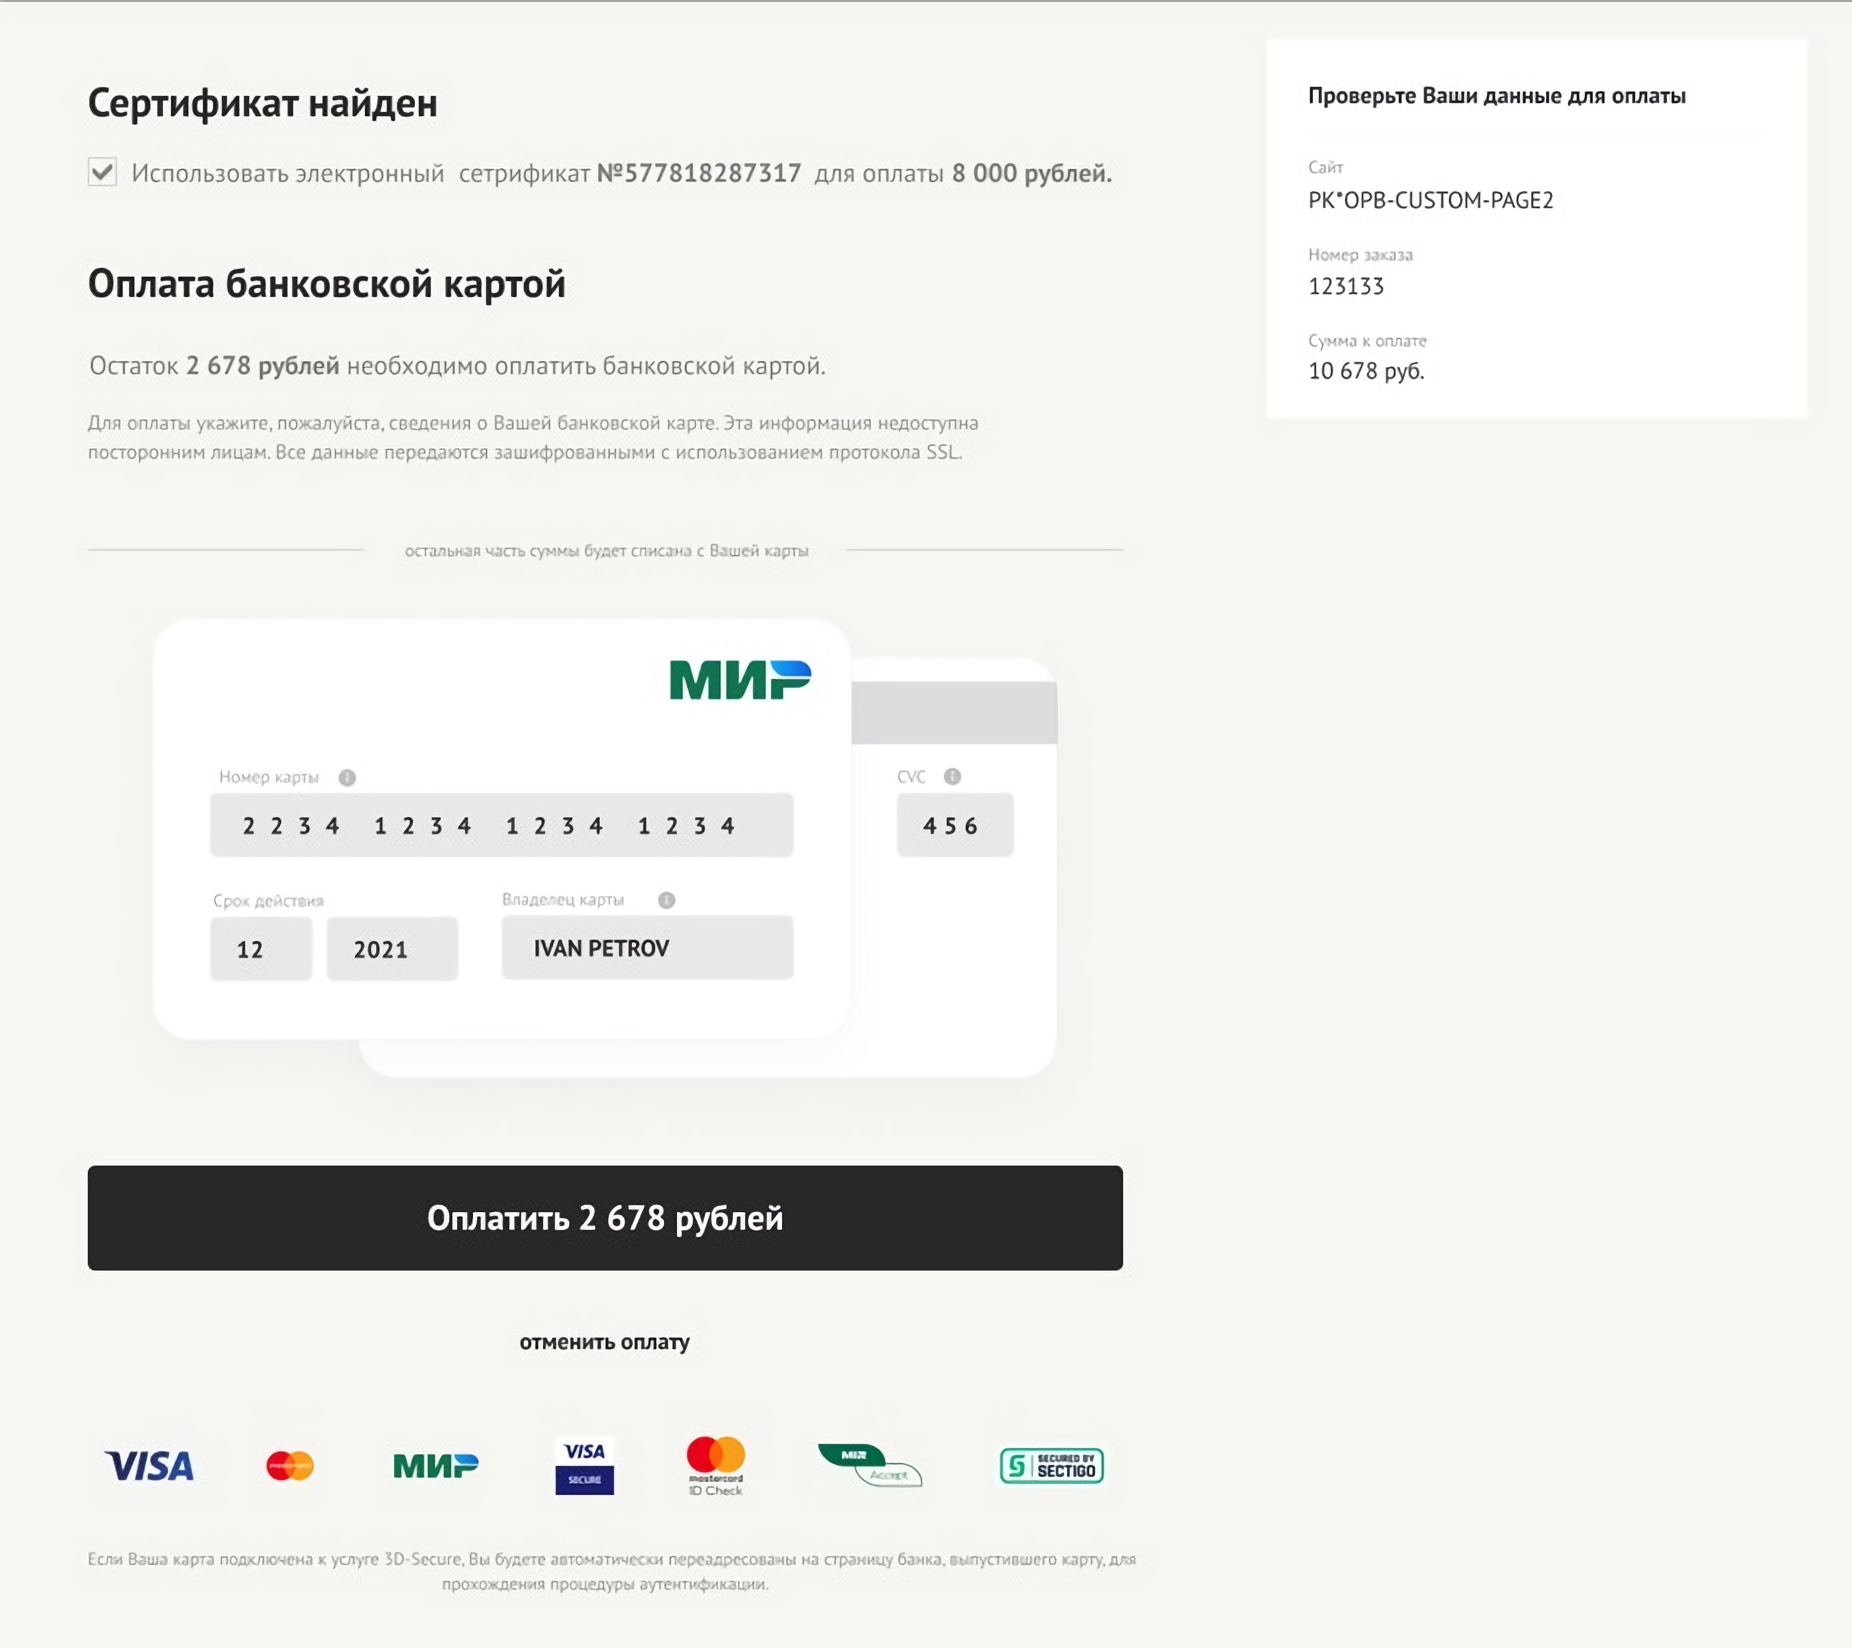 Сертификат найден
Использовать электронный сетрификат №577818287317 для оплаты 8 000 рублей.
Оплата банковской картой
Остаток 2 678 рублей необходимо оплатить банковской картой.
Для оплаты укажите, пожалуйста, сведения о Вашей банковской карте. Эта информация недоступна
посторонним лицам. Все данные передаются зашифрованными с использованием протокола SSL.
остальная часть суммы будет списана с Вашей карты
МИР
Номер карты
2234 1234 1234 1234
Срок действия
12 2021
Владелец карты
IVAN PETROV
CVC
456
Оплатить 2 678 рублей
отменить оплату
VISA
mastercard
МИР
VISA
SECURE
mastercard
ID Check
MIR
Accept
SECURED BY
SECTIGO
Если Ваша карта подключена к услуге 3D-Secure, Вы будете автоматически переадресованы на страницу банка, выпустившего карту, для
прохождения процедуры аутентификации.
Проверьте Ваши данные для оплаты
Сайт
PK*OPB-CUSTOM-PAGE2
Номер заказа
123133
Сумма к оплате
10 678 руб.